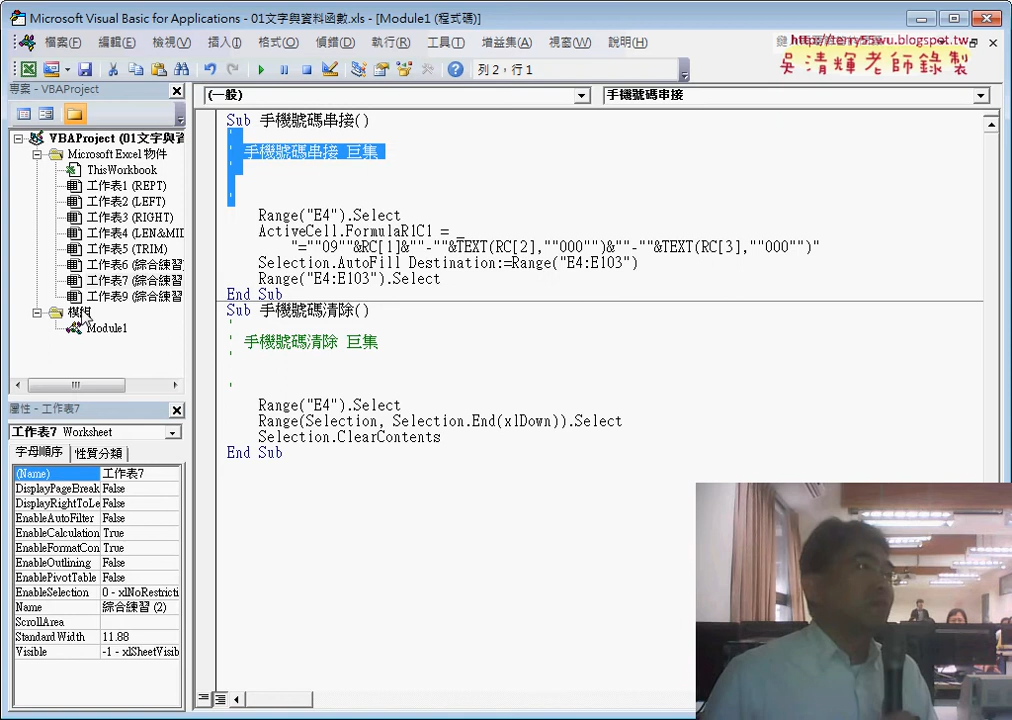 Microsoft Visual Basic for Applications - 01文字與資料函數.xls - [Module1 (程式碼)]
檔案(F) 編輯(E) 檢視(V) 插入(I) 格式(O) 偵錯(D) 執行(R) 工具(T) 增益集(A) 視窗(W) 說明(H)
http://terry55wu.blogspot.tw
吳清輝老師錄製
列 2，行 1
專案 - VBAProject
(一般)
手機號碼串接
VBAProject (01文字與資
Microsoft Excel 物件
ThisWorkbook
工作表1 (REPT)
工作表2 (LEFT)
工作表3 (RIGHT)
工作表4 (LEN&MID
工作表5 (TRIM)
工作表6 (綜合練習
工作表7 (綜合練習
工作表9 (綜合練習
模組
Module1
Sub 手機號碼串接()
'
' 手機號碼串接 巨集
'
'
Range("E4").Select
ActiveCell.FormulaR1C1 = _
"=""09""&RC[1]&""-""&TEXT(RC[2],""000"")&""-""&TEXT(RC[3],""000"")"
Selection.AutoFill Destination:=Range("E4:E103")
Range("E4:E103").Select
End Sub
Sub 手機號碼清除()
'
' 手機號碼清除 巨集
'
'
Range("E4").Select
Range(Selection, Selection.End(xlDown)).Select
Selection.ClearContents
End Sub
屬性 - 工作表7
工作表7 Worksheet
字母順序 性質分類
(Name) 工作表7
DisplayPageBreak False
DisplayRightToLe False
EnableAutoFilter False
EnableCalculation True
EnableFormatCon True
EnableOutlining False
EnablePivotTable False
EnableSelection 0 - xlNoRestricti
Name 綜合練習 (2)
ScrollArea
StandardWidth 11.88
Visible -1 - xlSheetVisib